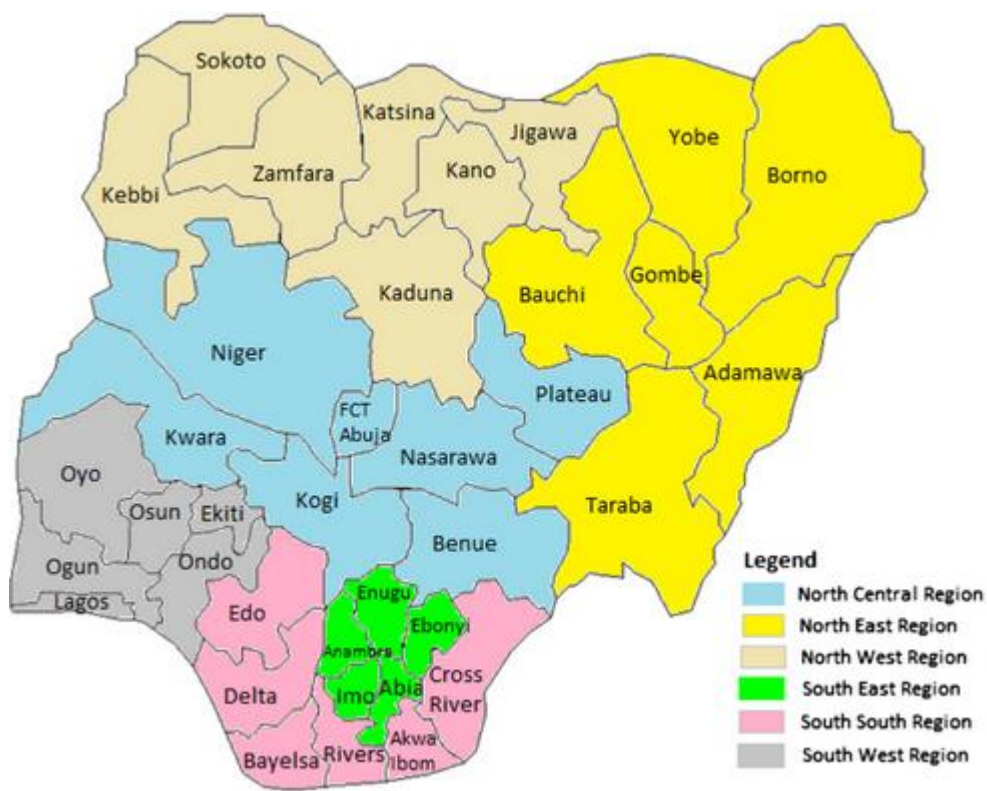 Sokoto
Katsina
Jigawa
Yobe
Kano
Zamfara
Borno
Kebbi
Gombe
Kaduna
Bauchi
Niger
Adamawa
Plateau
FCT
Abuja
Kwara
Nasarawa
Oyo
Kogi
Taraba
Osun
Ekiti
Benue
Ondo
Ogun
Lagos
Enugu
Edo
Ebonyi
Anambra
Cross
River
Delta
Imo
Abia
Akwa
Ibom
Bayelsa
Rivers
Legend
North Central Region
North East Region
North West Region
South East Region
South South Region
South West Region